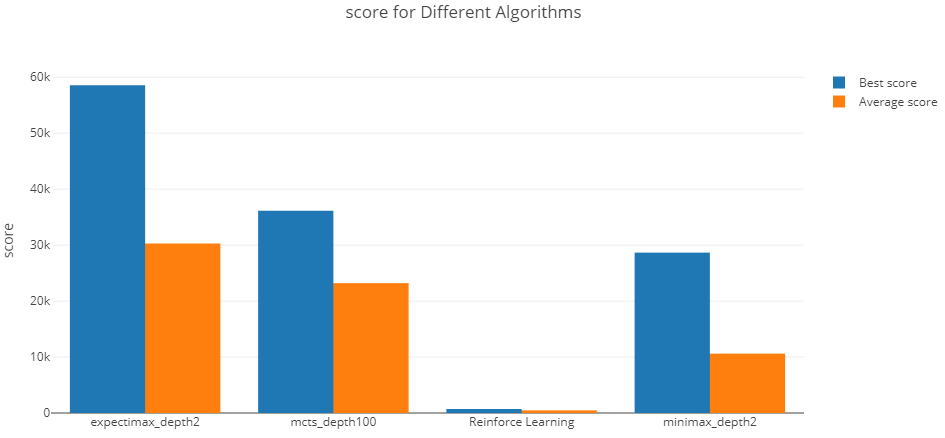 score for Different Algorithms
60k
50k
40k
30k
20k
10k
0
score
expectimax_depth2
mcts_depth100
Reinforce Learning
minimax_depth2
Best score
Average score